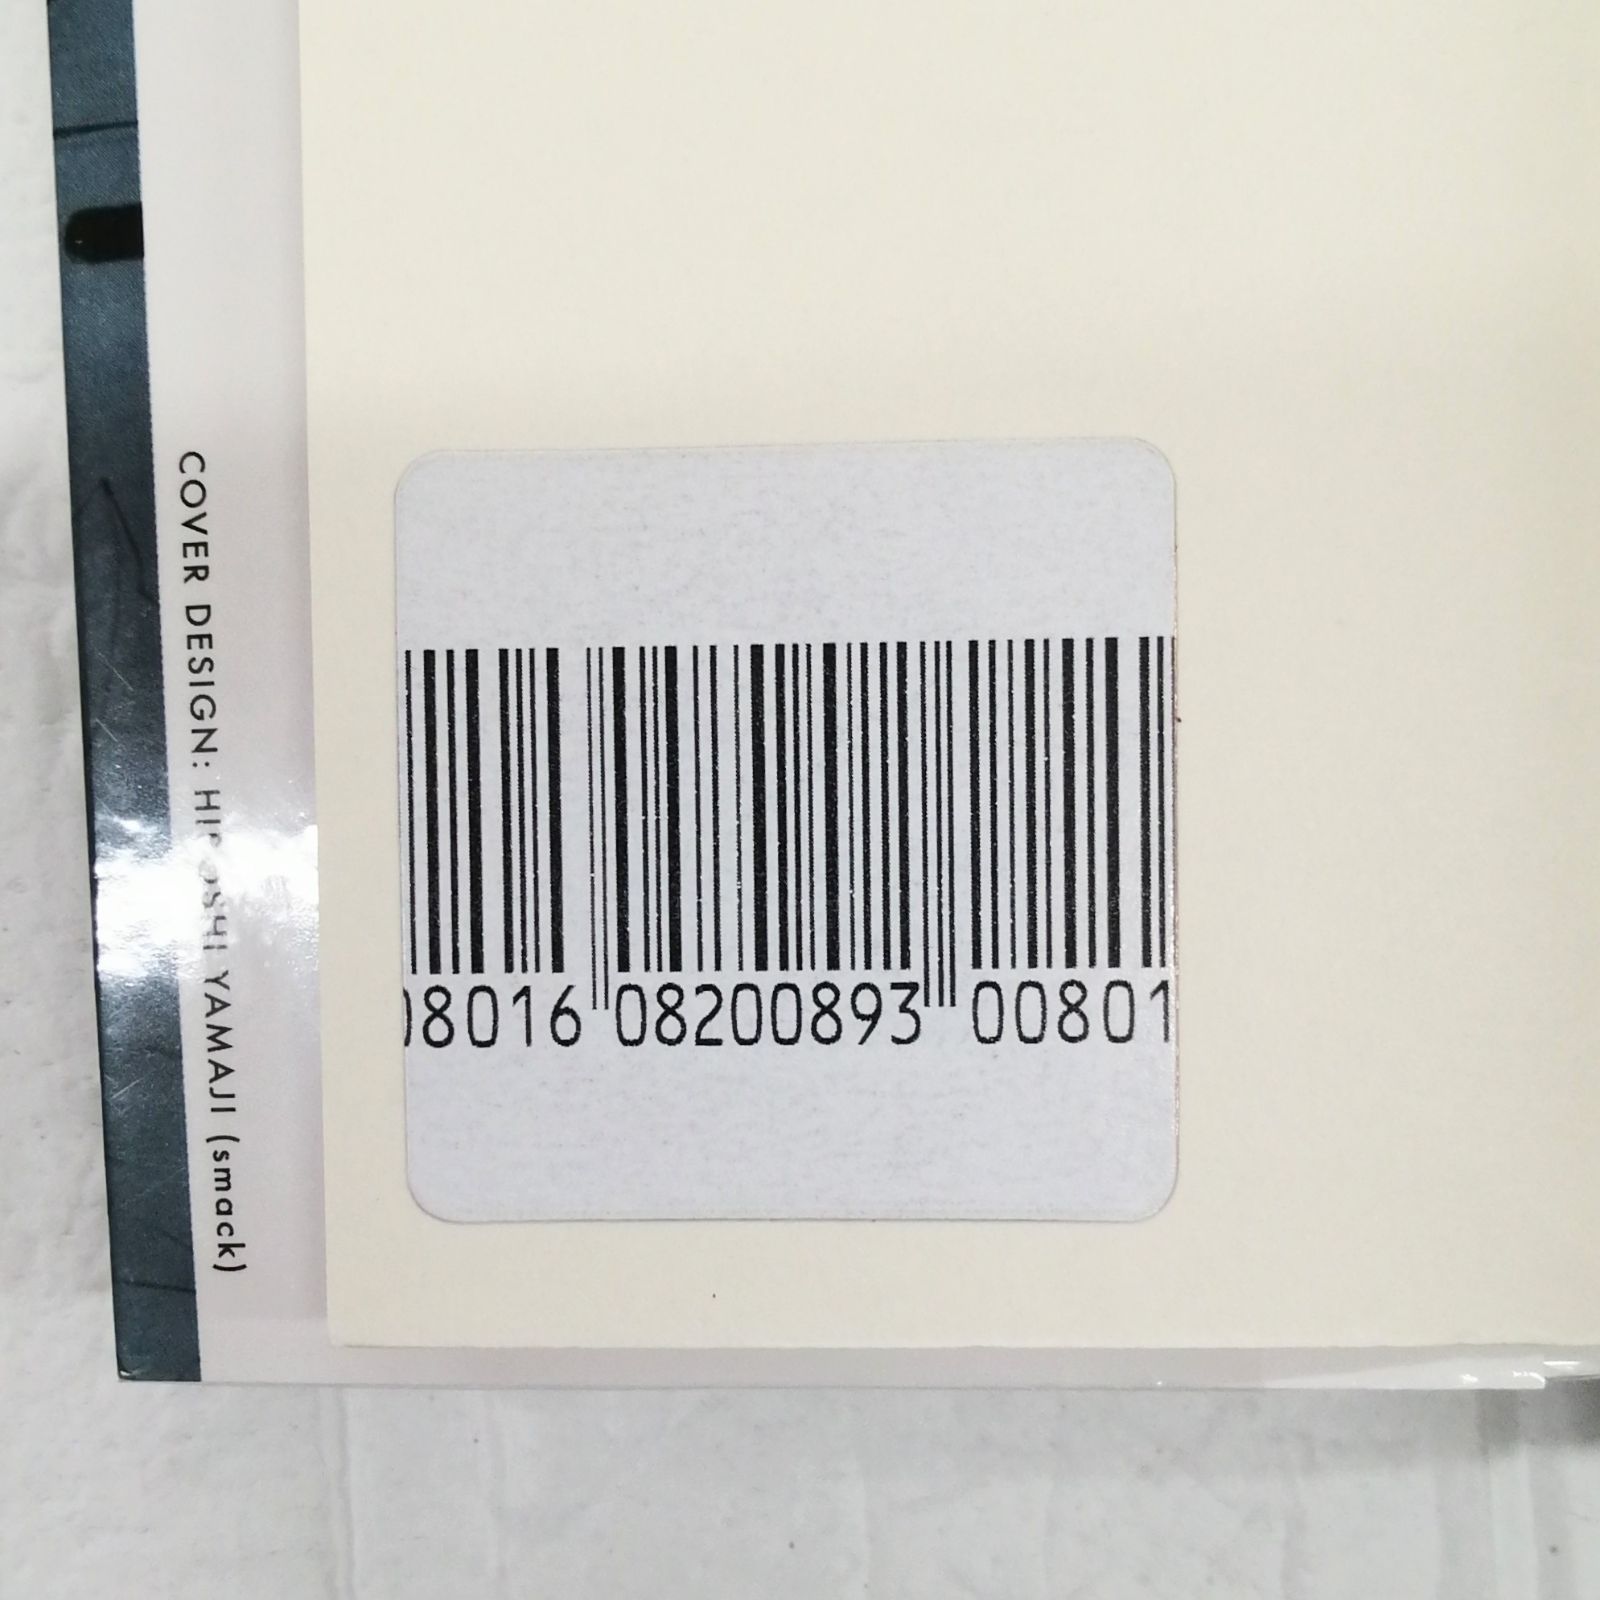 COVER DESIGN: HIROSHI YAMAJI (smack)
08016 08200893 00801